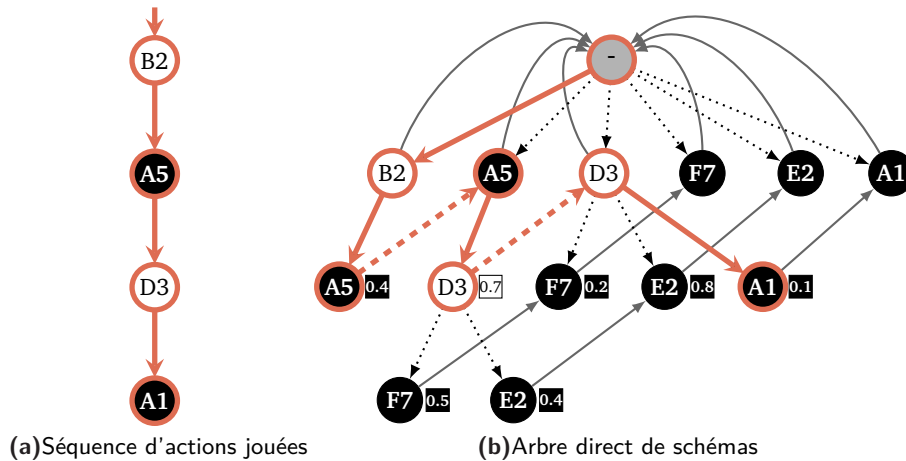 -
B2
A5
D3
A1
B2
A5
D3
F7
E2
A1
A5 0.4
D3 0.7
F7 0.2
E2 0.8
A1 0.1
F7 0.5
E2 0.4
(a)Séquence d'actions jouées
(b)Arbre direct de schémas